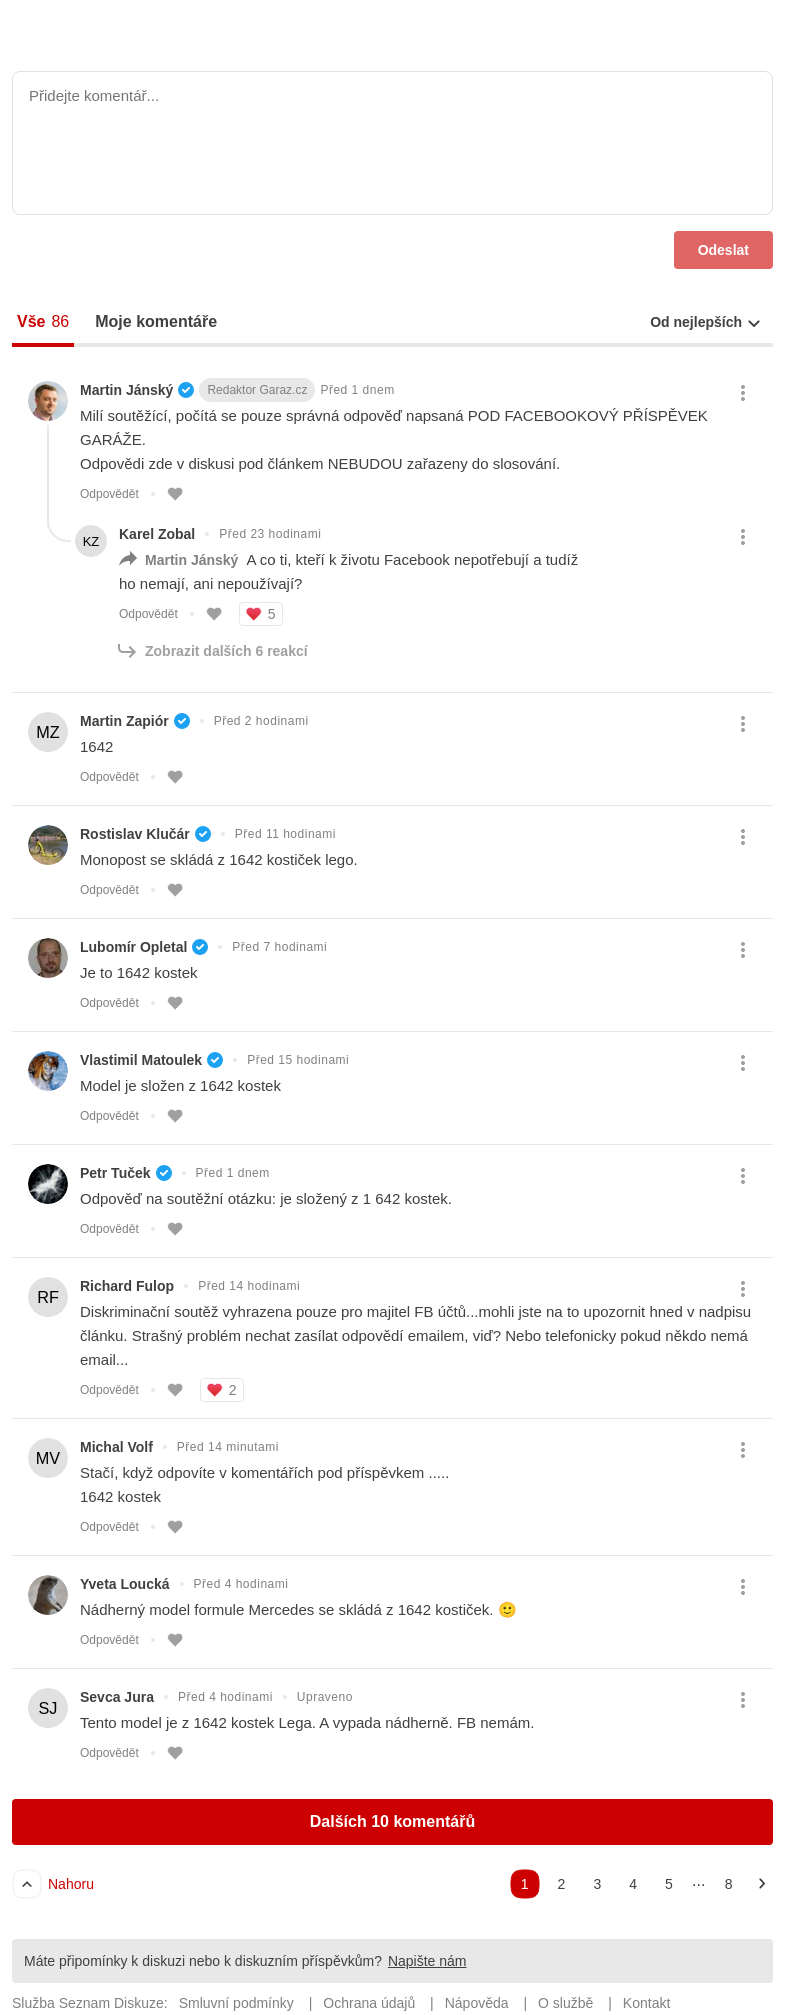 Přidejte komentář...
Odeslat
Vše 86 Moje komentáře Od nejlepších
Martin Jánský Redaktor Garaz.cz Před 1 dnem
Milí soutěžící, počítá se pouze správná odpověď napsaná POD FACEBOOKOVÝ PŘÍSPĚVEK
GARÁŽE.
Odpovědi zde v diskusi pod článkem NEBUDOU zařazeny do slosování.
Odpovědět
KZ Karel Zobal Před 23 hodinami
Martin Jánský A co ti, kteří k životu Facebook nepotřebují a tudíž
ho nemají, ani nepoužívají?
Odpovědět 5
Zobrazit dalších 6 reakcí
MZ Martin Zapiór Před 2 hodinami
1642
Odpovědět
Rostislav Klučár Před 11 hodinami
Monopost se skládá z 1642 kostiček lego.
Odpovědět
Lubomír Opletal Před 7 hodinami
Je to 1642 kostek
Odpovědět
Vlastimil Matoulek Před 15 hodinami
Model je složen z 1642 kostek
Odpovědět
Petr Tuček Před 1 dnem
Odpověď na soutěžní otázku: je složený z 1 642 kostek.
Odpovědět
RF Richard Fulop Před 14 hodinami
Diskriminační soutěž vyhrazena pouze pro majitel FB účtů...mohli jste na to upozornit hned v nadpisu
článku. Strašný problém nechat zasílat odpovědí emailem, viď? Nebo telefonicky pokud někdo nemá
email...
Odpovědět 2
MV Michal Volf Před 14 minutami
Stačí, když odpovíte v komentářích pod příspěvkem .....
1642 kostek
Odpovědět
Yveta Loucká Před 4 hodinami
Nádherný model formule Mercedes se skládá z 1642 kostiček. 🙂
Odpovědět
SJ Sevca Jura Před 4 hodinami Upraveno
Tento model je z 1642 kostek Lega. A vypada nádherně. FB nemám.
Odpovědět
Dalších 10 komentářů
Nahoru 1 2 3 4 5 ... 8
Máte připomínky k diskuzi nebo k diskuzním příspěvkům? Napište nám
Služba Seznam Diskuze: Smluvní podmínky | Ochrana údajů | Nápověda | O službě | Kontakt